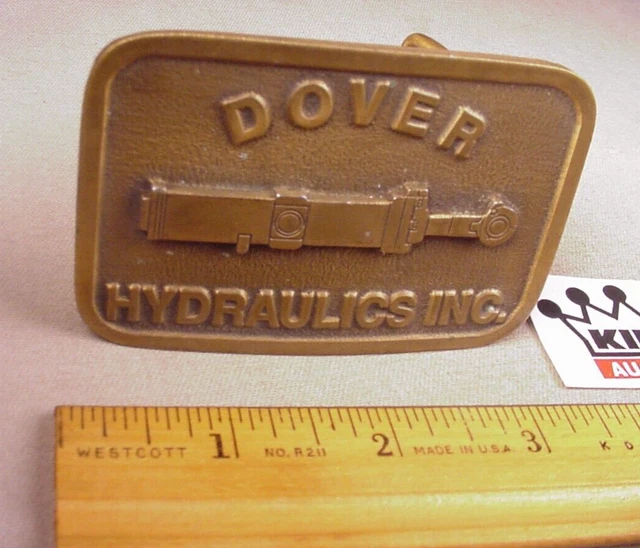 DOVER
HYDRAULICS INC.
1 2 3
WESTCOTT NO. R211 MADE IN U.S.A. K